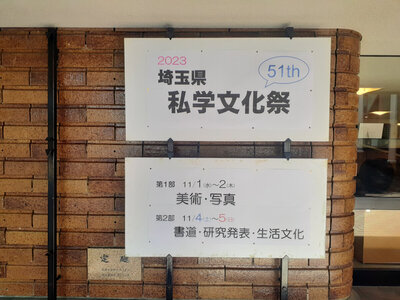 2023
埼玉県
51th
私学文化祭
第1部 11/1(水)~2(木)
美術・写真
第2部 11/4(土)~5(日)
書道・研究発表・生活文化
定礎